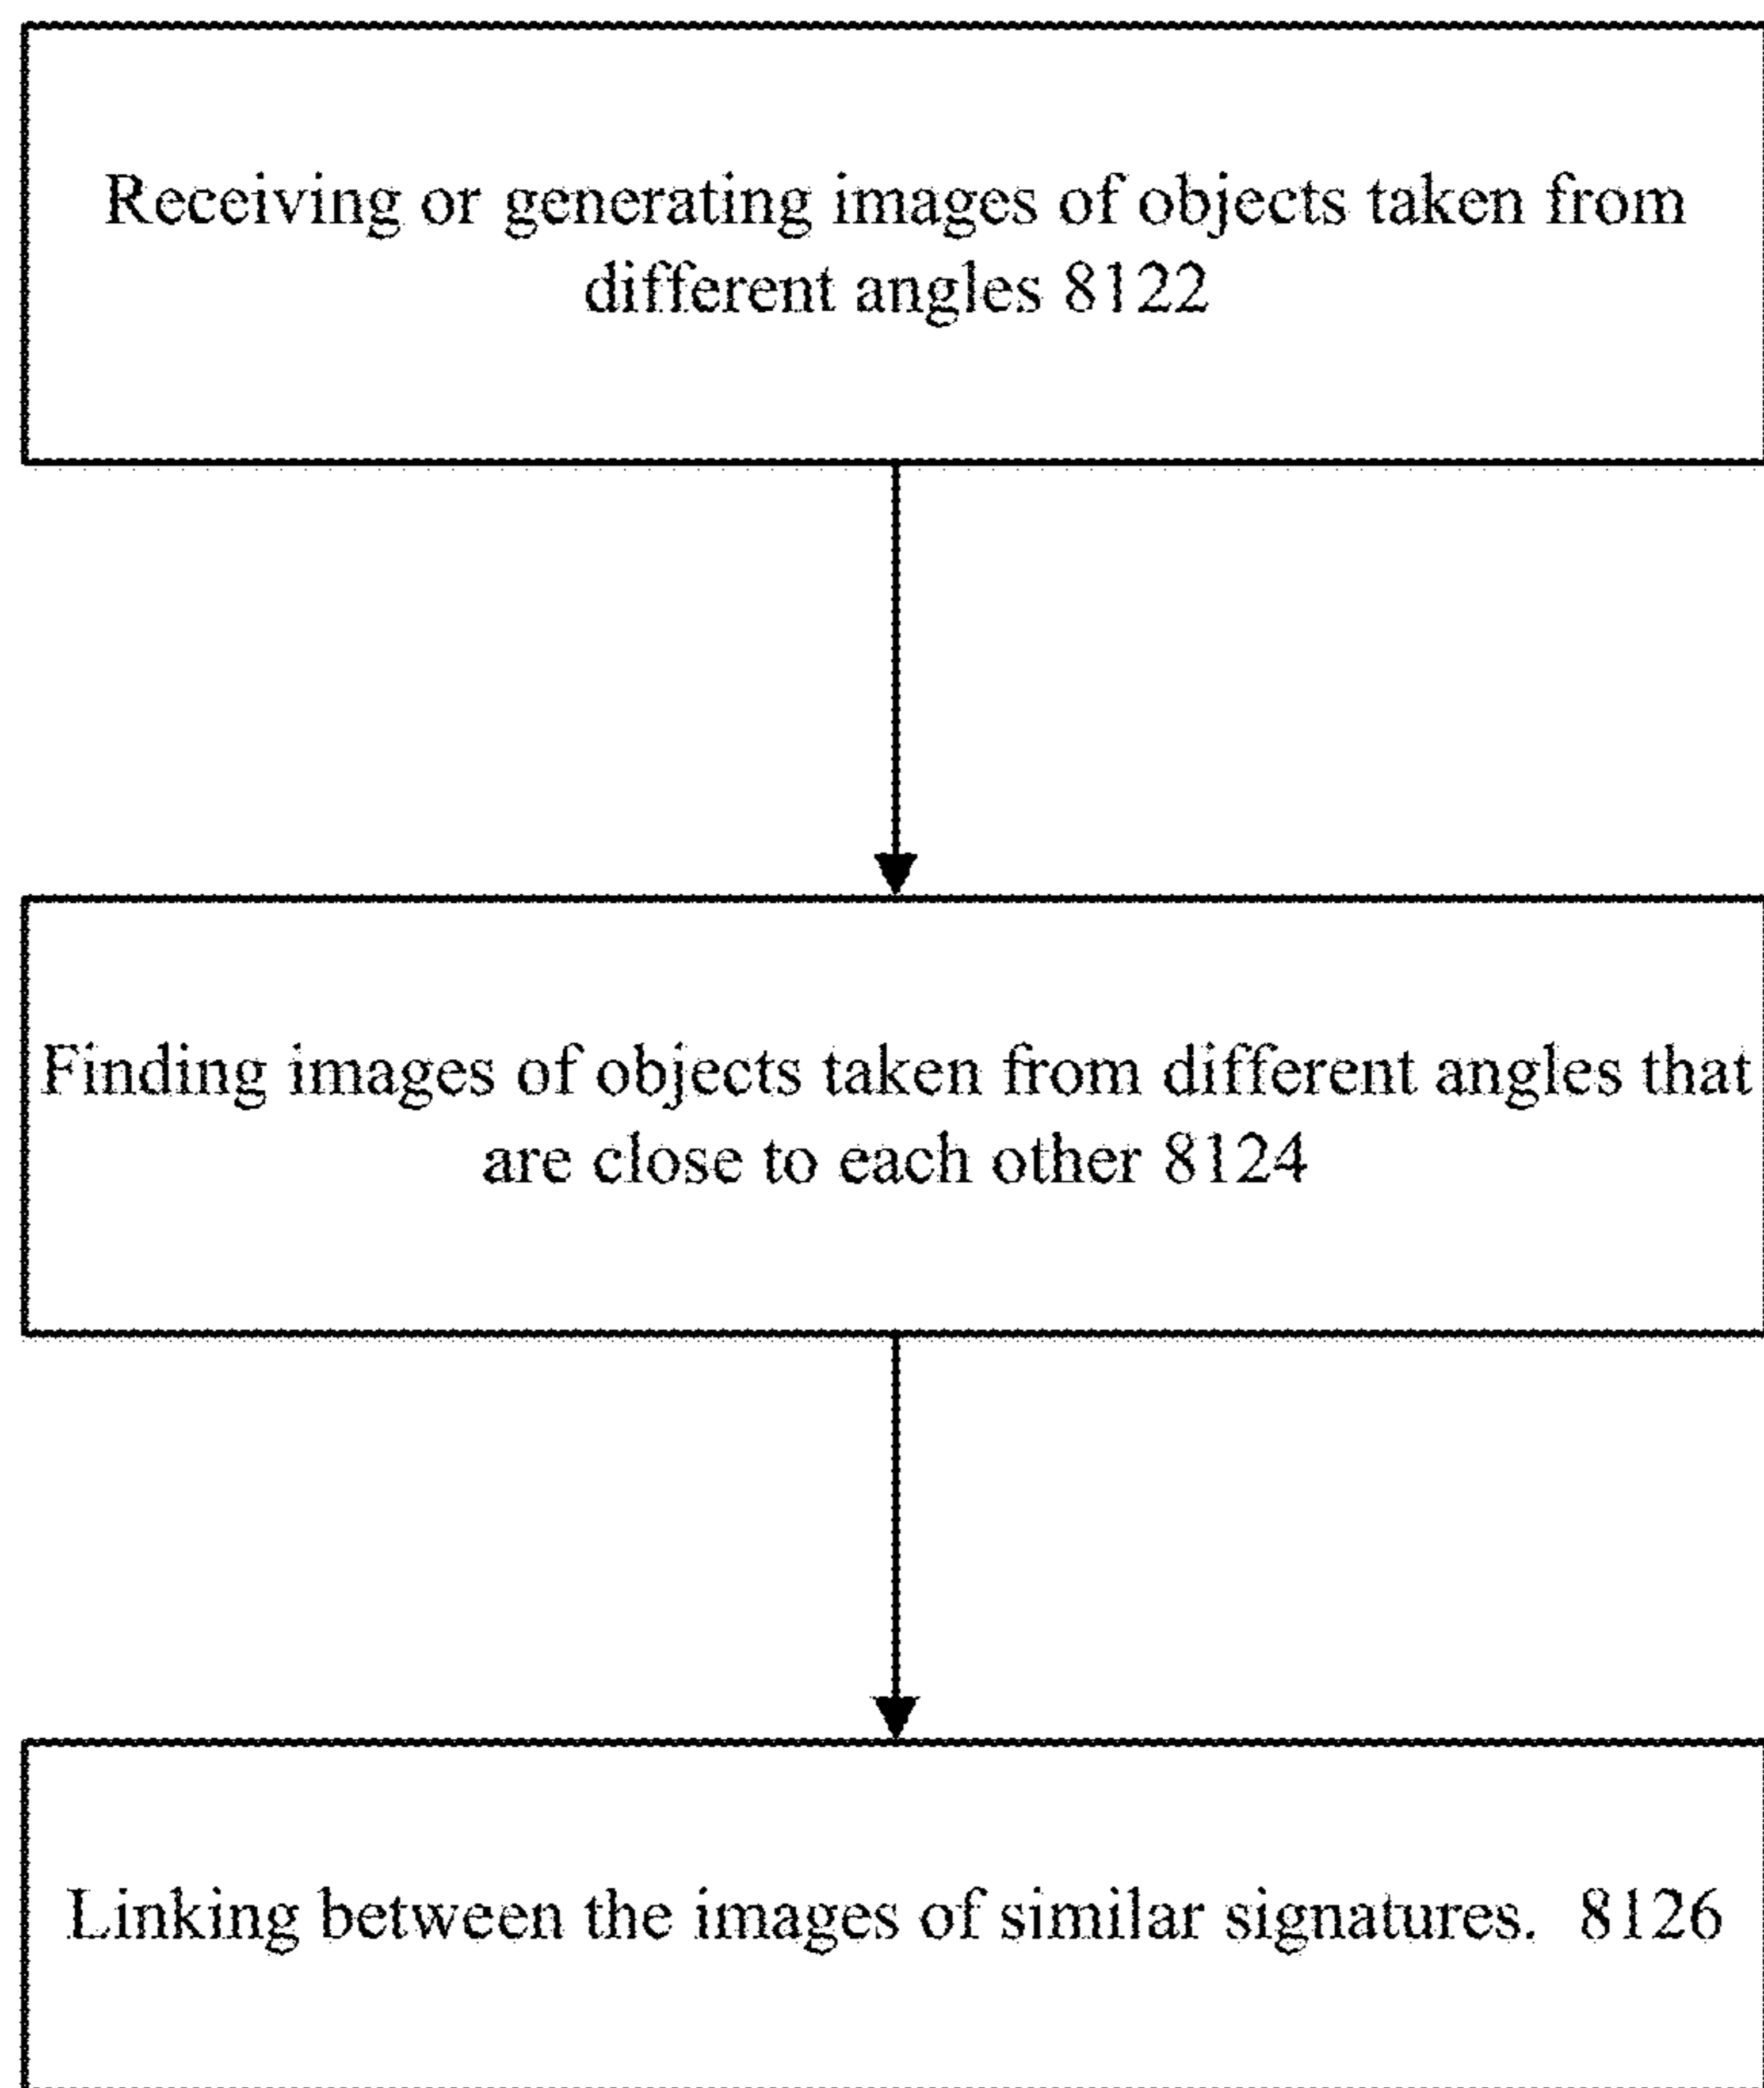 Receiving or generating images of objects taken from
different angles 8122
Finding images of objects taken from different angles that
are close to each other 8124
Linking between the images of similar signatures.  8126